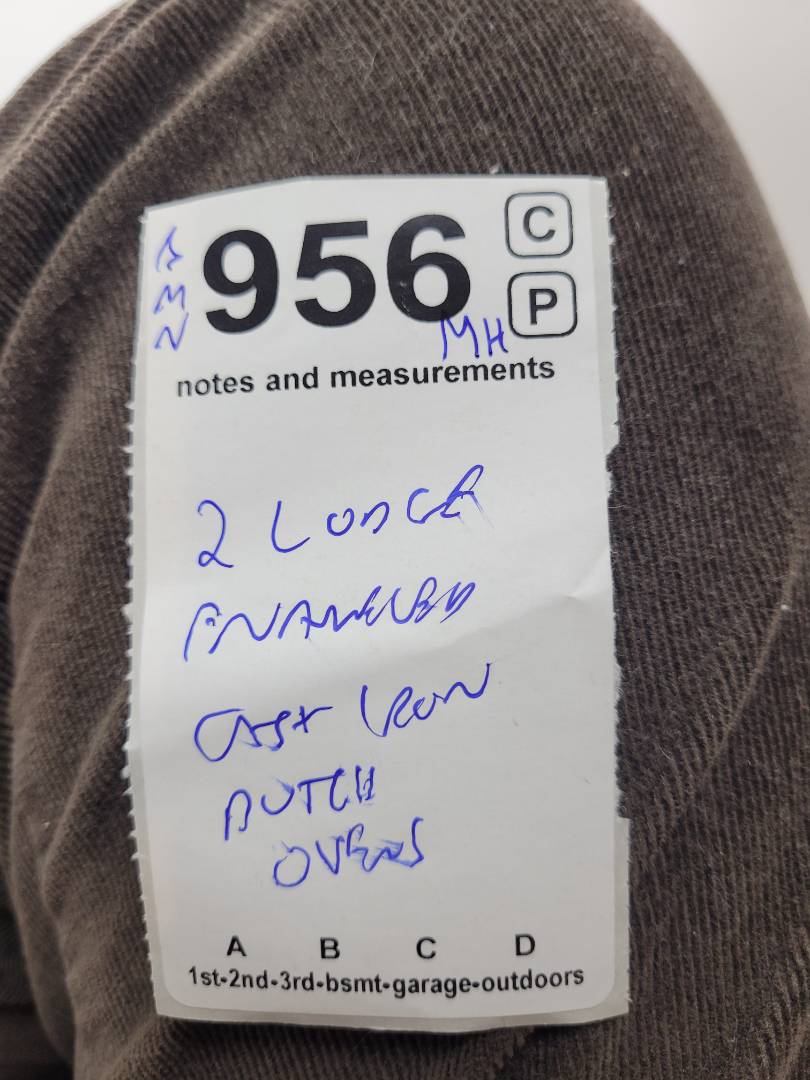 956
C
P
M
N
MH
notes and measurements
2 LODGE
ENAMELED
CAST IRON
DUTCH
OVENS
A B C D
1st-2nd-3rd-bsmt-garage-outdoors